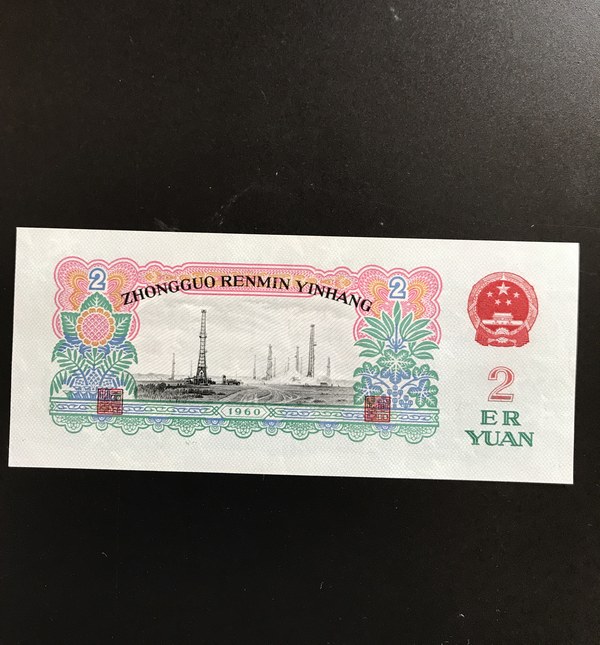 2
2
ZHONGGUO RENMIN YINHANG
1960
2
ER
YUAN